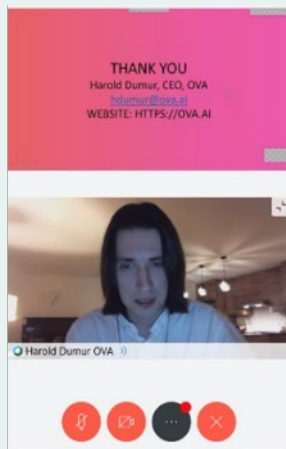 THANK YOU
Harold Dumur, CEO, OVA
hdumur@ova.ai
WEBSITE: HTTPS://OVA.AI
Harold Dumur OVA